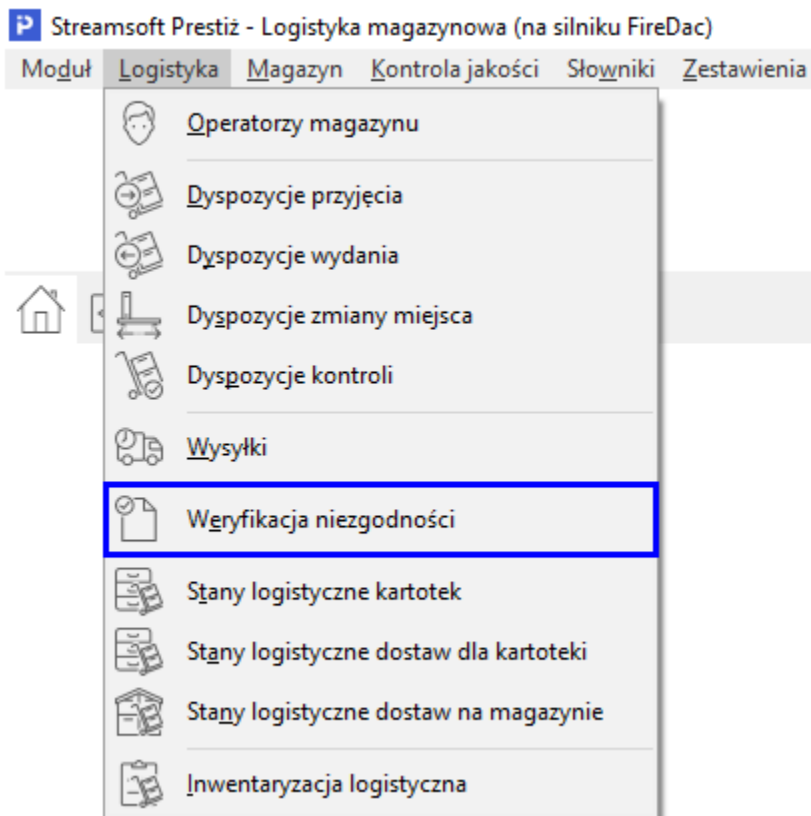 Streamsoft Prestiż - Logistyka magazynowa (na silniku FireDac)
Moduł Logistyka Magazyn Kontrola jakości Słowniki Zestawienia
Operatorzy magazynu
Dyspozycje przyjęcia
Dyspozycje wydania
Dyspozycje zmiany miejsca
Dyspozycje kontroli
Wysyłki
Weryfikacja niezgodności
Stany logistyczne kartotek
Stany logistyczne dostaw dla kartoteki
Stany logistyczne dostaw na magazynie
Inwentaryzacja logistyczna